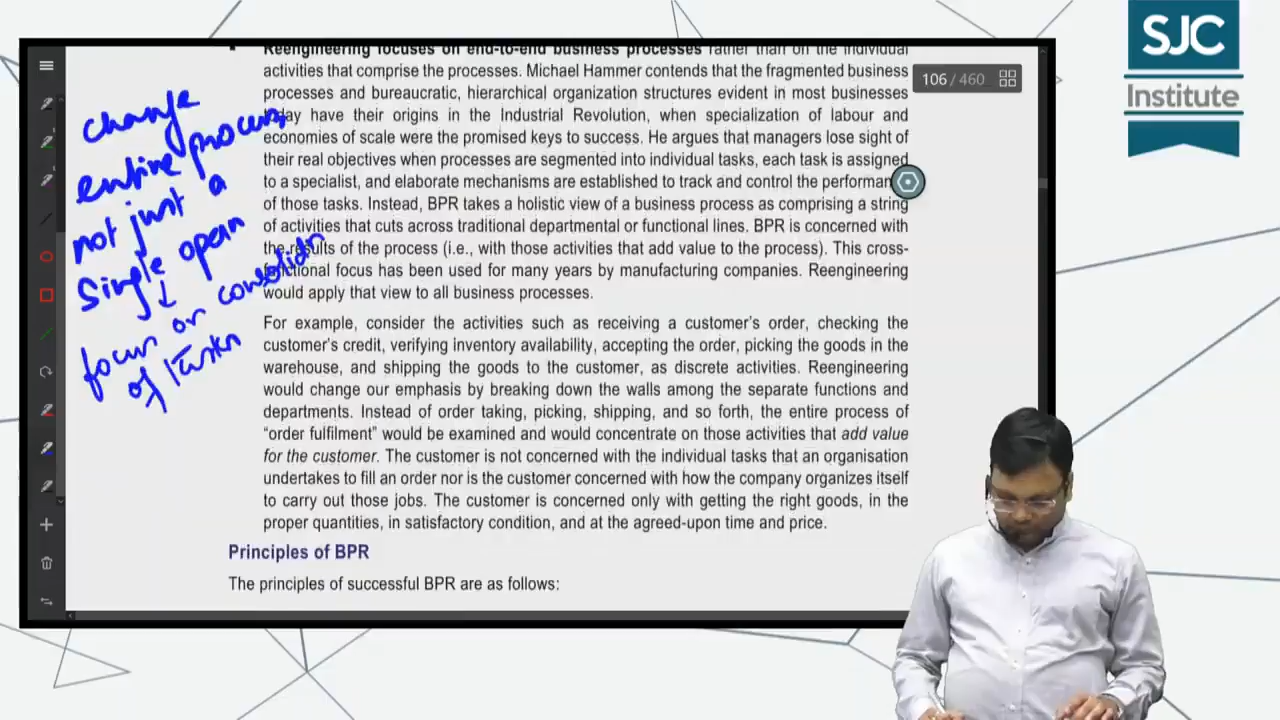 SJC
Institute
106 / 460
Reengineering focuses on end-to-end business processes rather than on the individual
activities that comprise the processes. Michael Hammer contends that the fragmented business
processes and bureaucratic, hierarchical organization structures evident in most businesses
day have their origins in the Industrial Revolution, when specialization of labour and
economies of scale were the promised keys to success. He argues that managers lose sight of
their real objectives when processes are segmented into individual tasks, each task is assigned
to a specialist, and elaborate mechanisms are established to track and control the performan
of those tasks. Instead, BPR takes a holistic view of a business process as comprising a string
of activities that cuts across traditional departmental or functional lines. BPR is concerned with
the results of the process (i.e., with those activities that add value to the process). This cross-
functional focus has been used for many years by manufacturing companies. Reengineering
would apply that view to all business processes.
For example, consider the activities such as receiving a customer's order, checking the
customer's credit, verifying inventory availability, accepting the order, picking the goods in the
warehouse, and shipping the goods to the customer, as discrete activities. Reengineering
would change our emphasis by breaking down the walls among the separate functions and
departments. Instead of order taking, picking, shipping, and so forth, the entire process of
“order fulfilment” would be examined and would concentrate on those activities that add value
for the customer. The customer is not concerned with the individual tasks that an organisation
undertakes to fill an order nor is the customer concerned with how the company organizes itself
to carry out those jobs. The customer is concerned only with getting the right goods, in the
proper quantities, in satisfactory condition, and at the agreed-upon time and price.
Principles of BPR
The principles of successful BPR are as follows:
change
entire process
not just a
single
focus on
of